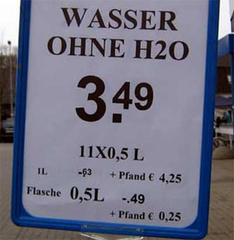 WASSER
OHNE H2O
3.49
11X0,5 L
1L -63 + Pfand € 4,25
Flasche 0,5L -.49
+ Pfand € 0,25